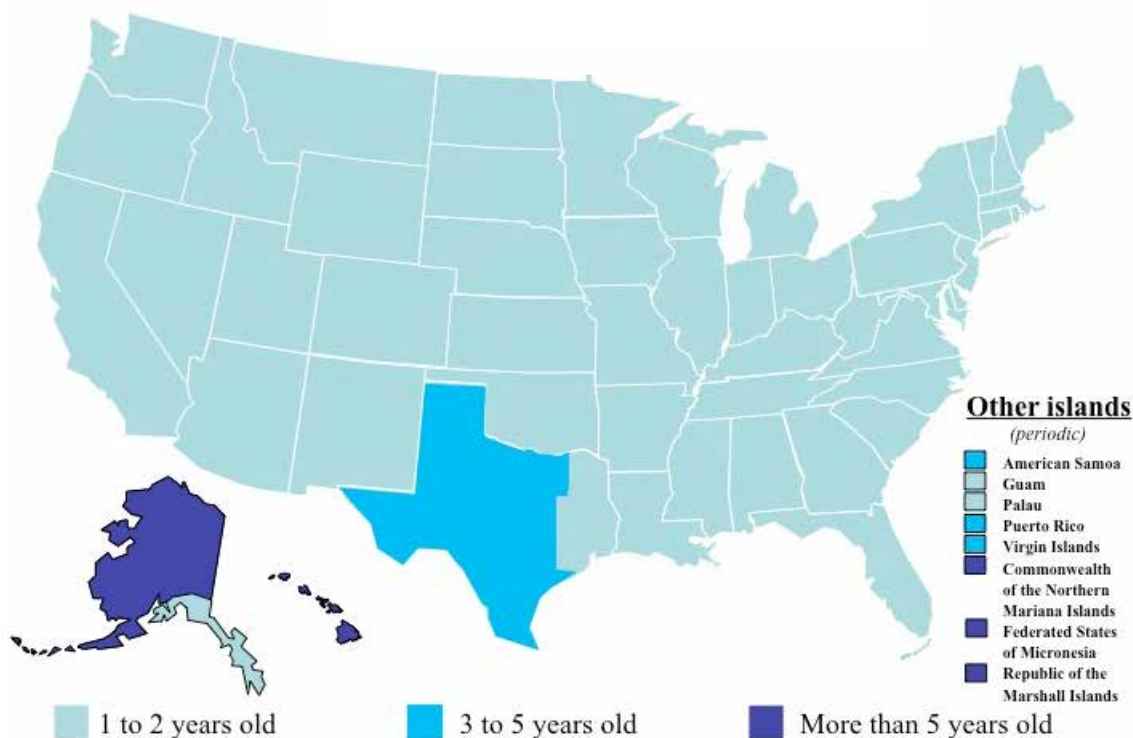 Other islands
(periodic)
American Samoa
Guam
Palau
Puerto Rico
Virgin Islands
Commonwealth
of the Northern
Mariana Islands
Federated States
of Micronesia
Republic of the
Marshall Islands
1 to 2 years old
3 to 5 years old
More than 5 years old